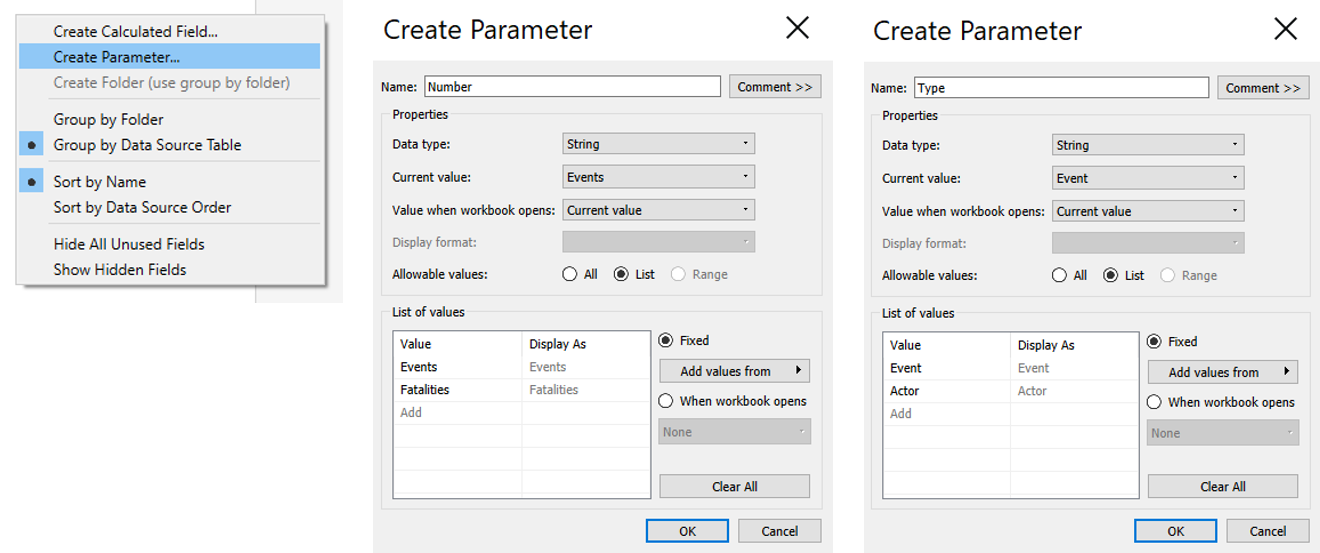 Create Calculated Field...
Create Parameter...
Create Folder (use group by folder)
Group by Folder
Group by Data Source Table
Sort by Name
Sort by Data Source Order
Hide All Unused Fields
Show Hidden Fields
Create Parameter
Name: Number Comment >>
Properties
Data type: String
Current value: Events
Value when workbook opens: Current value
Display format:
Allowable values: All List Range
List of values
Value Display As Fixed
Events Events Add values from
Fatalities Fatalities When workbook opens
Add None
Clear All
OK Cancel
Create Parameter
Name: Type Comment >>
Properties
Data type: String
Current value: Event
Value when workbook opens: Current value
Display format:
Allowable values: All List Range
List of values
Value Display As Fixed
Event Event Add values from
Actor Actor When workbook opens
Add None
Clear All
OK Cancel